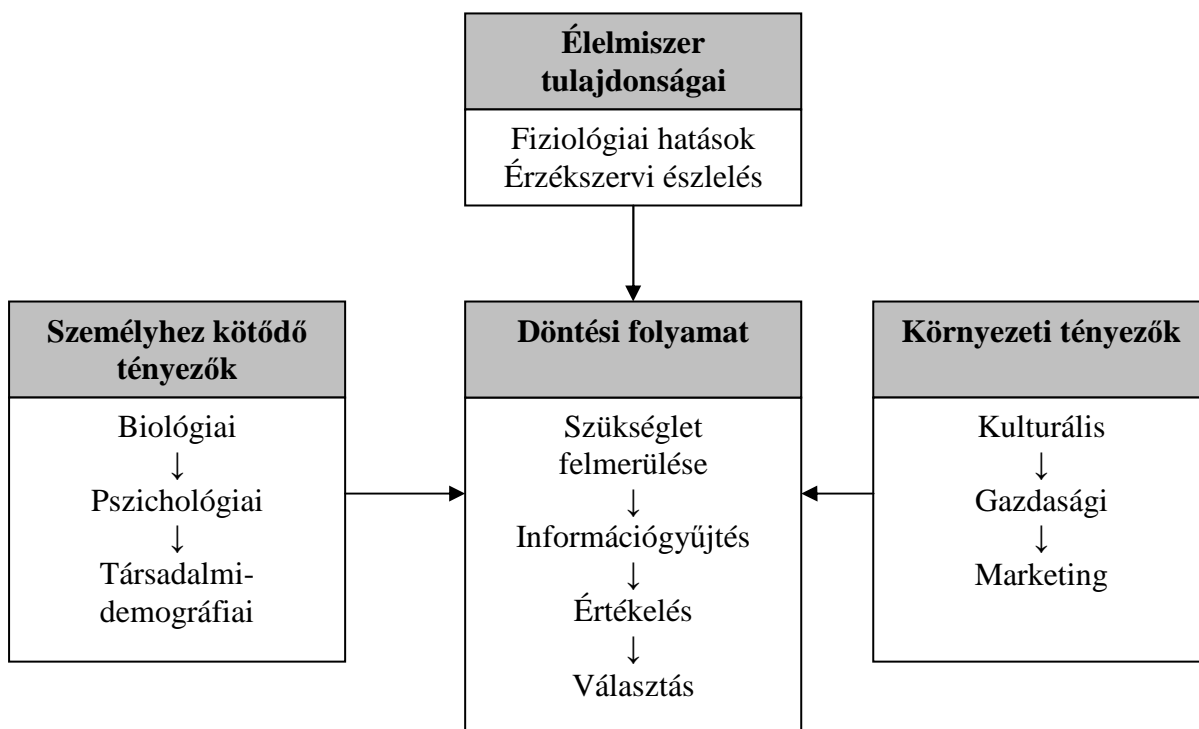 Élelmiszer
tulajdonságai
Fiziológiai hatások
Érzékszervi észlelés
Személyhez kötődő
tényezők
Biológiai
↓
Pszichológiai
↓
Társadalmi-
demográfiai
Döntési folyamat
Szükséglet
felmerülése
↓
Információgyűjtés
↓
Értékelés
↓
Választás
Környezeti tényezők
Kulturális
↓
Gazdasági
↓
Marketing